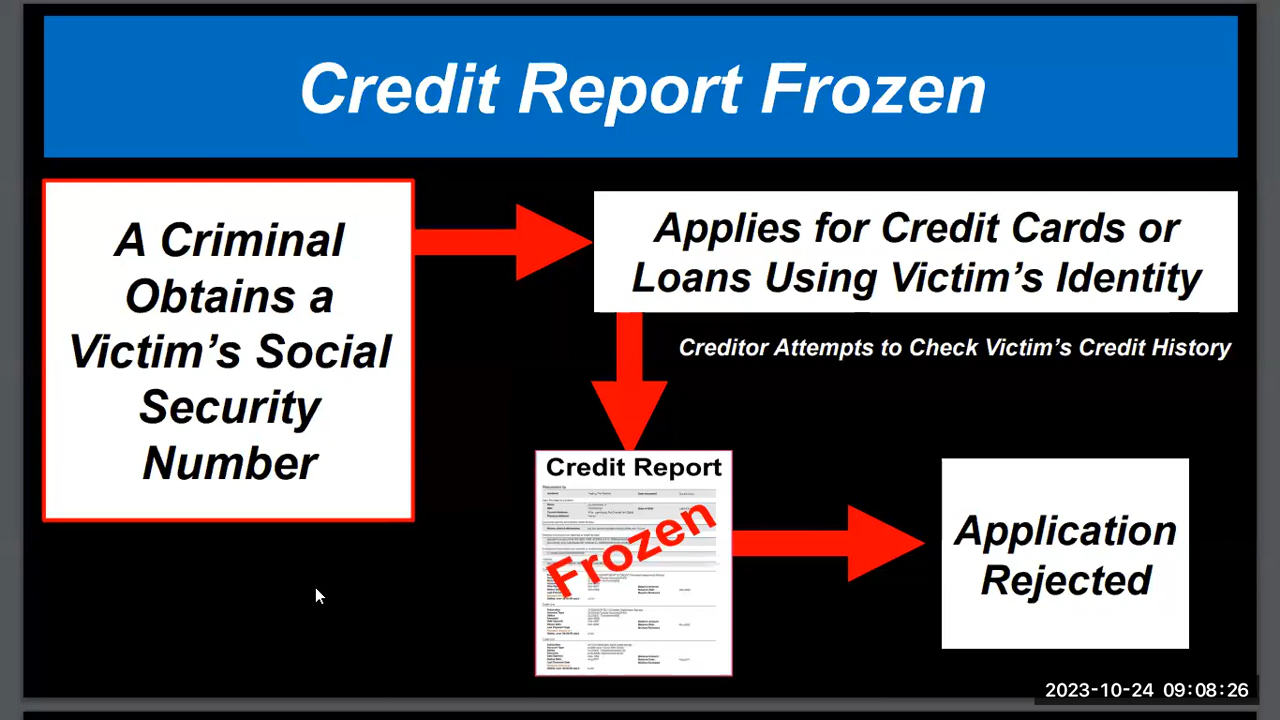 Credit Report Frozen
A Criminal
Obtains a
Victim's Social
Security
Number
Applies for Credit Cards or
Loans Using Victim's Identity
Creditor Attempts to Check Victim's Credit History
Credit Report
Frozen
Application
Rejected
2023-10-24 09:08:26